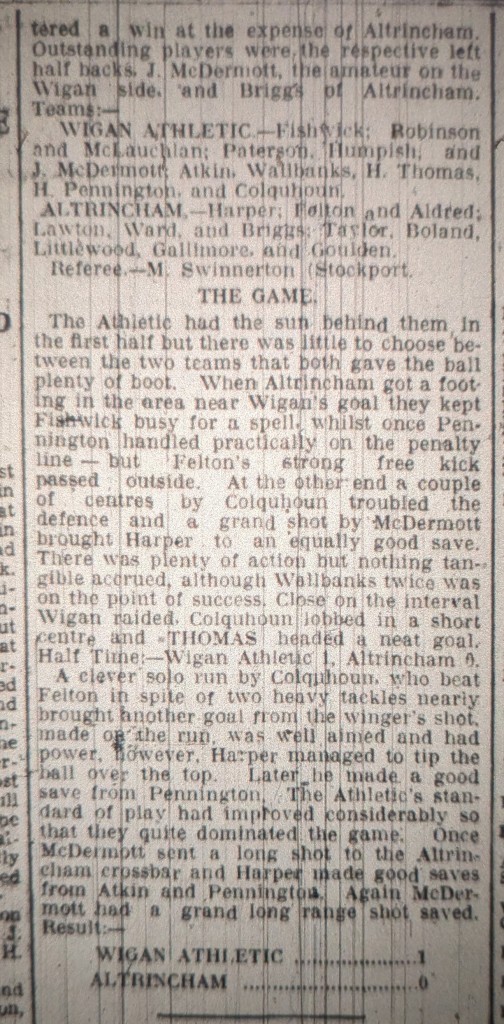 tered a win at the expense of Altrincham.
Outstanding players were the respective left
half backs, J. McDermott, the amateur on the
Wigan side, and Briggs of Altrincham.
Teams:—
WIGAN ATHLETIC.—Fishwick; Robinson
and McLauchlan; Paterson, Humpish, and
J. McDermott; Atkin, Wallbanks, H. Thomas,
H. Pennington, and Colquhoun.
ALTRINCHAM.—Harper; Felton and Aldred;
Lawton, Ward, and Briggs; Taylor, Boland,
Littlewood, Gallimore, and Goulden.
Referee.—M. Swinnerton (Stockport.
THE GAME.
The Athletic had the sun behind them in
the first half but there was little to choose be-
tween the two teams that both gave the ball
plenty of boot. When Altrincham got a foot-
ing in the area near Wigan's goal they kept
Fishwick busy for a spell, whilst once Pen-
nington handled practically on the penalty
line — but Felton's strong free kick
passed outside. At the other end a couple
of centres by Colquhoun troubled the
defence and a grand shot by McDermott
brought Harper to an equally good save.
There was plenty of action but nothing tan-
gible accrued, although Wallbanks twice was
on the point of success. Close on the interval
Wigan raided, Colquhoun lobbed in a short
centre and THOMAS headed a neat goal.
Half Time:—Wigan Athletic 1, Altrincham 0.
A clever solo run by Colquhoun, who beat
Felton in spite of two heavy tackles nearly
brought another goal from the winger's shot,
made on the run, was well aimed and had
power, however, Harper managed to tip the
ball over the top. Later he made a good
save from Pennington. The Athletic's stan-
dard of play had improved considerably so
that they quite dominated the game. Once
McDermott sent a long shot to the Altrin-
cham crossbar and Harper made good saves
from Atkin and Pennington. Again McDer-
mott had a grand long range shot saved.
Result:—
WIGAN ATHLETIC ..................1
ALTRINCHAM ........................0